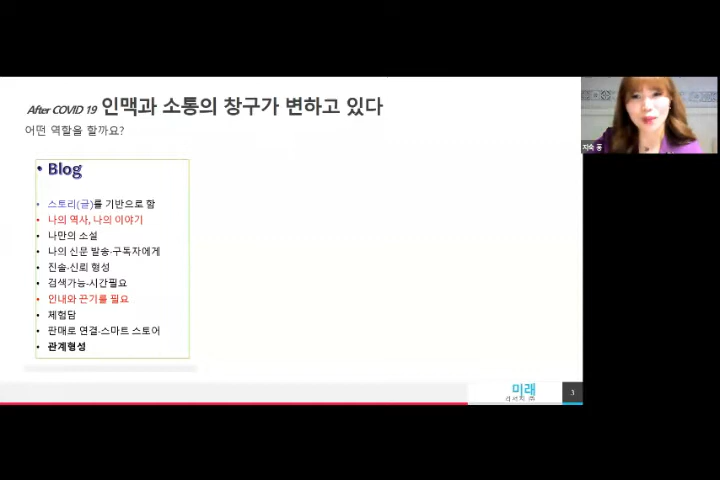 After COVID 19 인맥과 소통의 창구가 변하고 있다
어떤 역할을 할까요?
• Blog
• 스토리(글)를 기반으로 함
• 나의 역사, 나의 이야기
• 나만의 소설
• 나의 신문 발송-구독자에게
• 진솔-신뢰 형성
• 검색가능-시간필요
• 인내와 끈기를 필요
• 체험담
• 판매로 연결-스마트 스토어
• 관계형성
미래
3